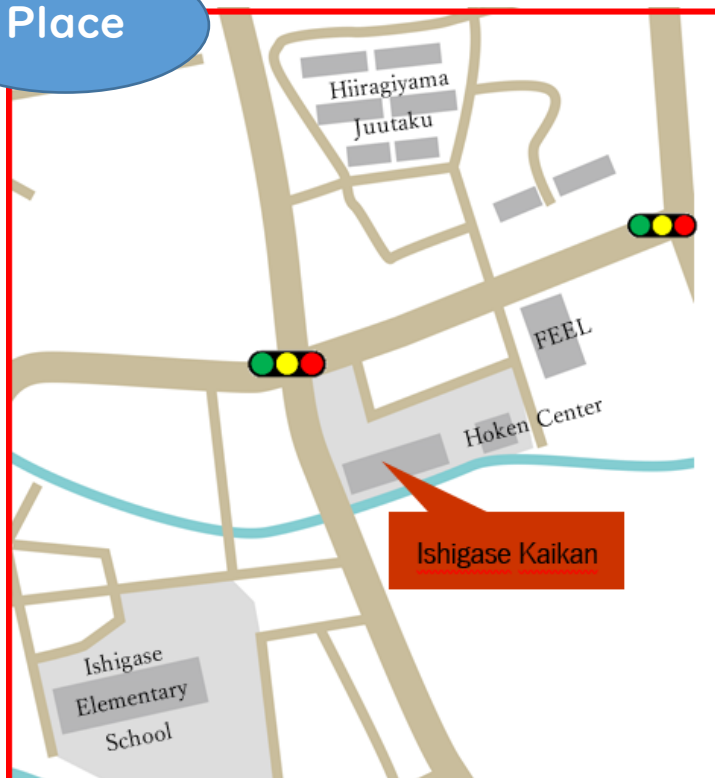 Place
Hiiragiyama
Juutaku
FEEL
Hoken Center
Ishigase Kaikan
Ishigase
Elementary
School